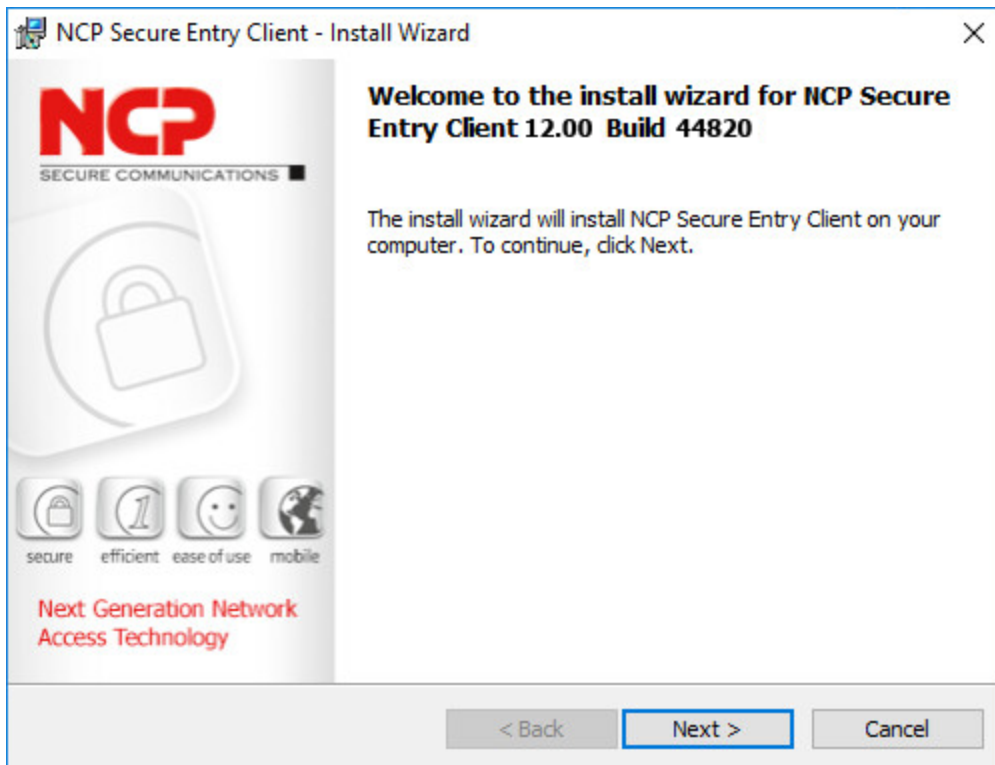 NCP Secure Entry Client - Install Wizard
NCP
SECURE COMMUNICATIONS
Welcome to the install wizard for NCP Secure
Entry Client 12.00 Build 44820
The install wizard will install NCP Secure Entry Client on your
computer. To continue, click Next.
1
secure efficient ease of use mobile
Next Generation Network
Access Technology
< Back Next > Cancel